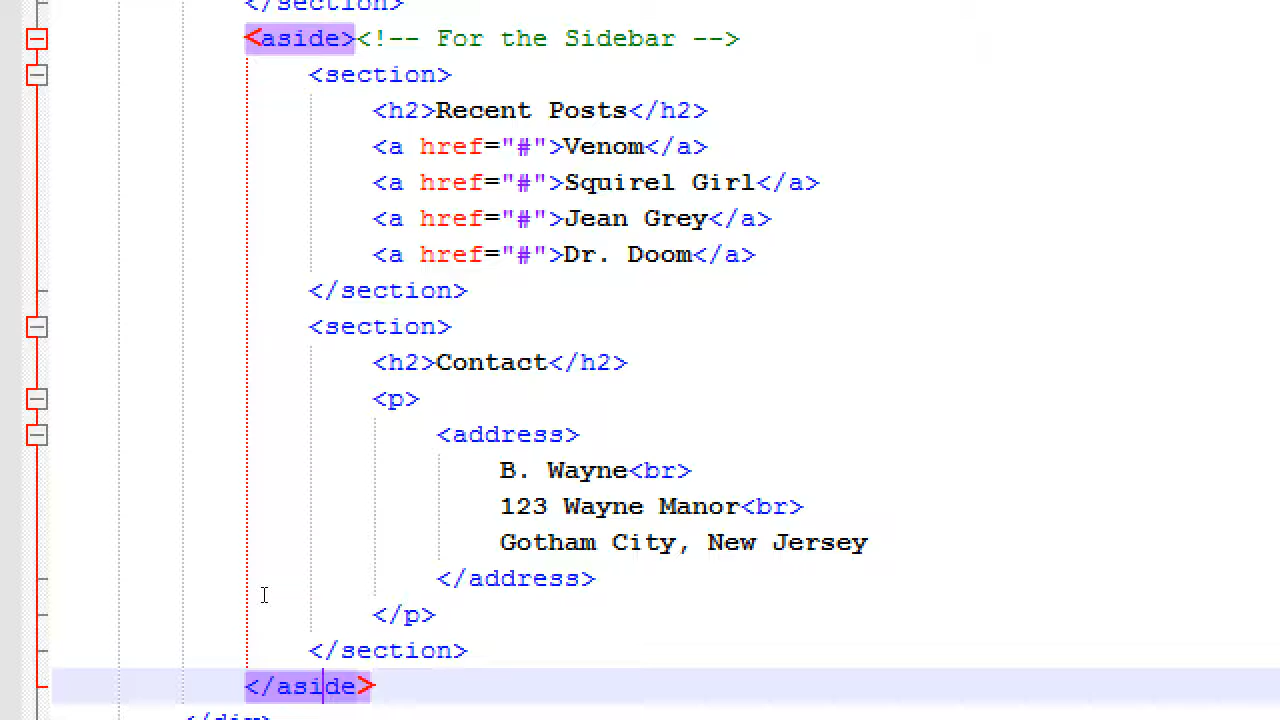 </section>
<aside><!-- For the Sidebar -->
<section>
<h2>Recent Posts</h2>
<a href="#">Venom</a>
<a href="#">Squirel Girl</a>
<a href="#">Jean Grey</a>
<a href="#">Dr. Doom</a>
</section>
<section>
<h2>Contact</h2>
<p>
<address>
B. Wayne<br>
123 Wayne Manor<br>
Gotham City, New Jersey
</address>
</p>
</section>
</aside>
</div>